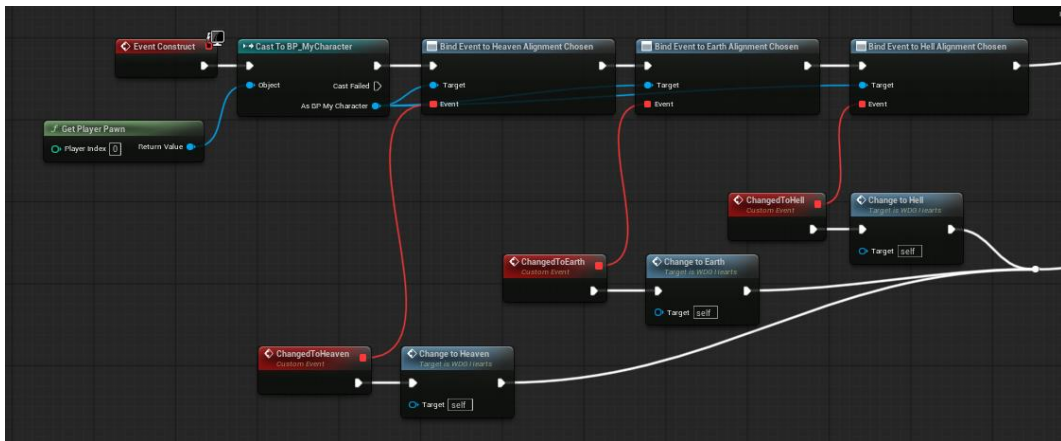 Event Construct
Cast To BP_MyCharacter
Object
Cast Failed
As BP My Character
Bind Event to Heaven Alignment Chosen
Target
Event
Bind Event to Earth Alignment Chosen
Target
Event
Bind Event to Hell Alignment Chosen
Target
Event
Get Player Pawn
Player Index 0
Return Value
ChangedToHell
Custom Event
Change to Hell
Target is WDG Hearts
Target self
ChangedToEarth
Custom Event
Change to Earth
Target is WDG Hearts
Target self
ChangedToHeaven
Custom Event
Change to Heaven
Target is WDG Hearts
Target self